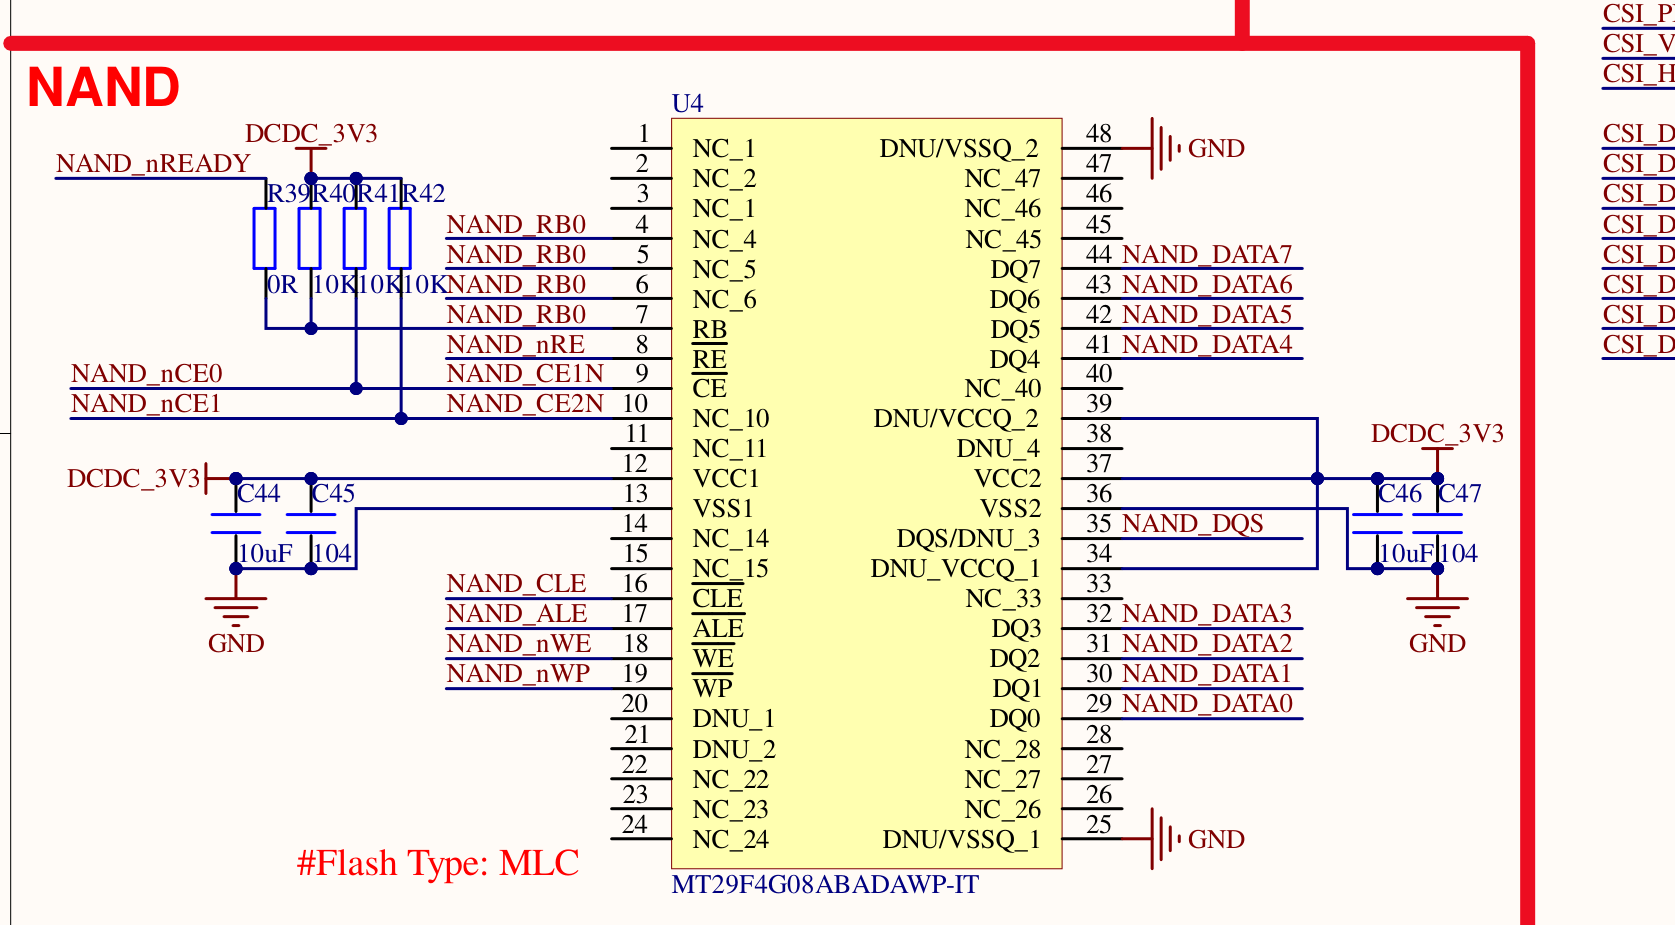 NAND
DCDC_3V3
NAND_nREADY
R39 R40 R41 R42
0R 10K 10K 10K
NAND_RB0
NAND_RB0
NAND_RB0
NAND_RB0
NAND_nRE
NAND_nCE0 NAND_CE1N
NAND_nCE1 NAND_CE2N
DCDC_3V3
C44 C45
10uF 104
GND
NAND_CLE
NAND_ALE
NAND_nWE
NAND_nWP
#Flash Type: MLC
U4
1 NC_1 DNU/VSSQ_2 48 GND
2 NC_2 NC_47 47
3 NC_1 NC_46 46
4 NC_4 NC_45 45
5 NC_5 DQ7 44 NAND_DATA7
6 NC_6 DQ6 43 NAND_DATA6
7 RB DQ5 42 NAND_DATA5
8 RE DQ4 41 NAND_DATA4
9 CE NC_40 40
10 NC_10 DNU/VCCQ_2 39
11 NC_11 DNU_4 38
12 VCC1 VCC2 37
13 VSS1 VSS2 36
14 NC_14 DQS/DNU_3 35 NAND_DQS
15 NC_15 DNU_VCCQ_1 34
16 CLE NC_33 33
17 ALE DQ3 32 NAND_DATA3
18 WE DQ2 31 NAND_DATA2
19 WP DQ1 30 NAND_DATA1
20 DNU_1 DQ0 29 NAND_DATA0
21 DNU_2 NC_28 28
22 NC_22 NC_27 27
23 NC_23 NC_26 26
24 NC_24 DNU/VSSQ_1 25 GND
MT29F4G08ABADAWP-IT
DCDC_3V3
C46 C47
10uF 104
GND
CSI_P
CSI_V
CSI_H
CSI_D
CSI_D
CSI_D
CSI_D
CSI_D
CSI_D
CSI_D
CSI_D